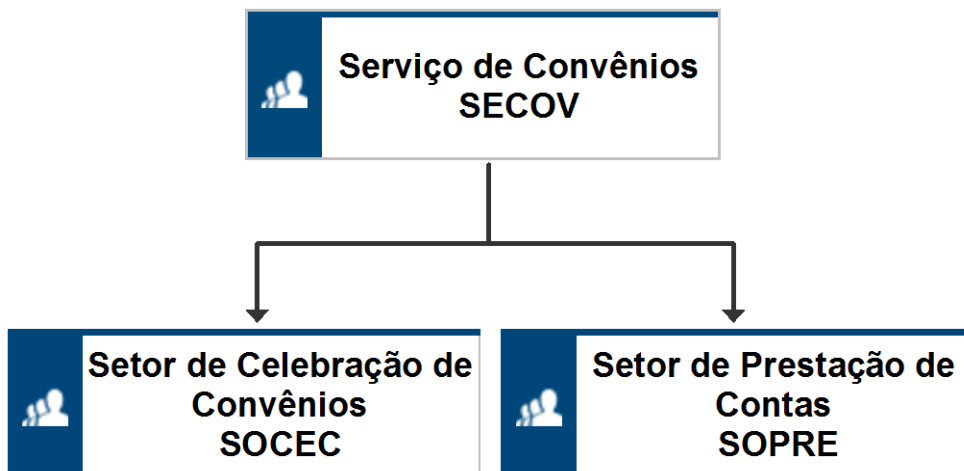 Serviço de Convênios
SECOV
Setor de Celebração de
Convênios
SOCEC
Setor de Prestação de
Contas
SOPRE